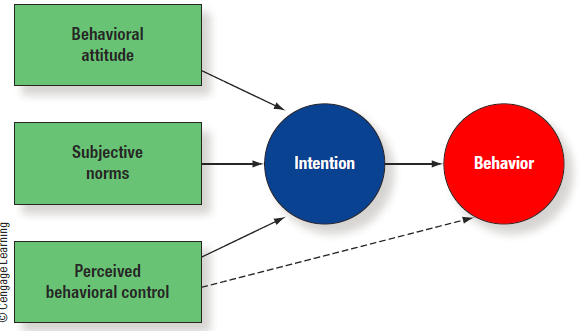 Behavioral
attitude
Subjective
norms
Intention
Behavior
Perceived
behavioral control
© Cengage Learning